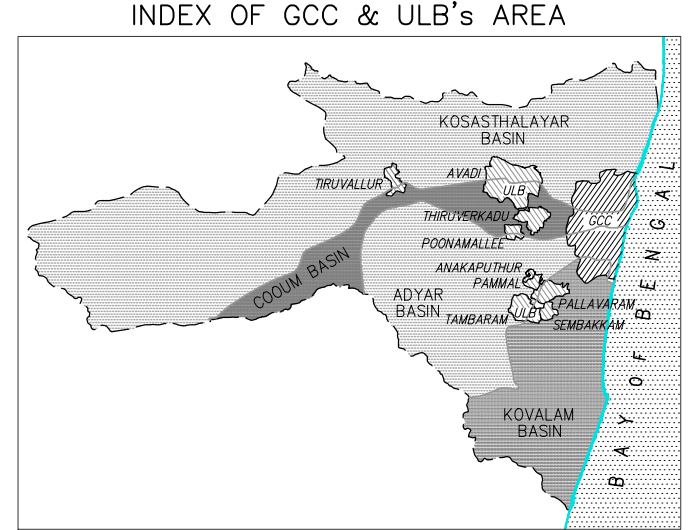 INDEX OF GCC & ULB's AREA
KOSASTHALAYAR
BASIN
TIRUVALLUR
AVADI
ULB
THIRUVERKADU
GCC
POONAMALLEE
COOUM BASIN
ANAKAPUTHUR
PAMMAL
ADYAR
BASIN
PALLAVARAM
ULB
TAMBARAM
SEMBAKKAM
KOVALAM
BASIN
BAY OF BENGAL